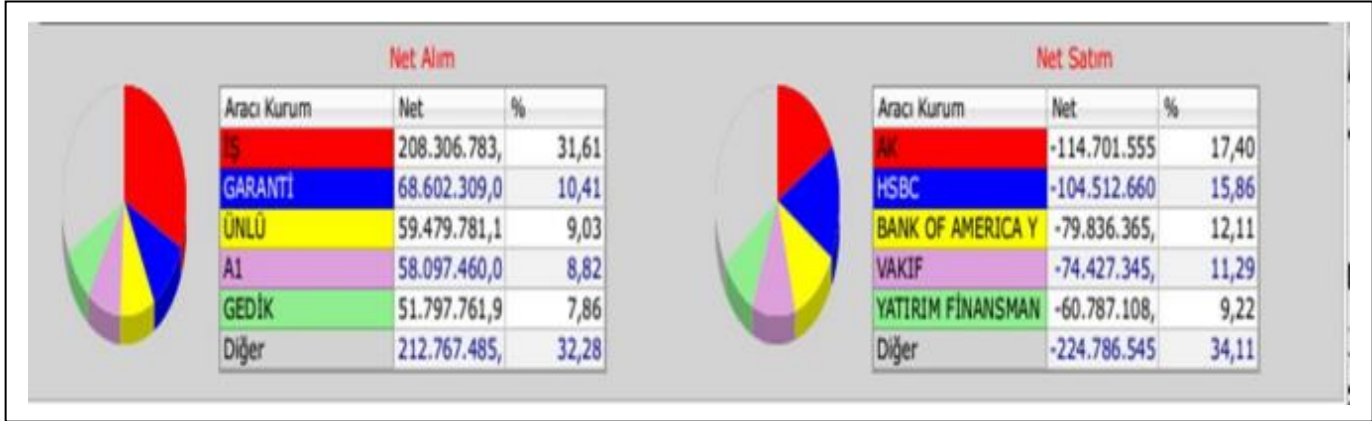 Net Alım
Aracı Kurum Net %
İŞ 208.306.783, 31,61
GARANTİ 68.602.309,0 10,41
ÜNLÜ 59.479.781,1 9,03
A1 58.097.460,0 8,82
GEDİK 51.797.761,9 7,86
Diğer 212.767.485, 32,28
Net Satım
Aracı Kurum Net %
AK -114.701.555 17,40
HSBC -104.512.660 15,86
BANK OF AMERICA Y -79.836.365, 12,11
VAKIF -74.427.345, 11,29
YATIRIM FİNANSMAN -60.787.108, 9,22
Diğer -224.786.545 34,11